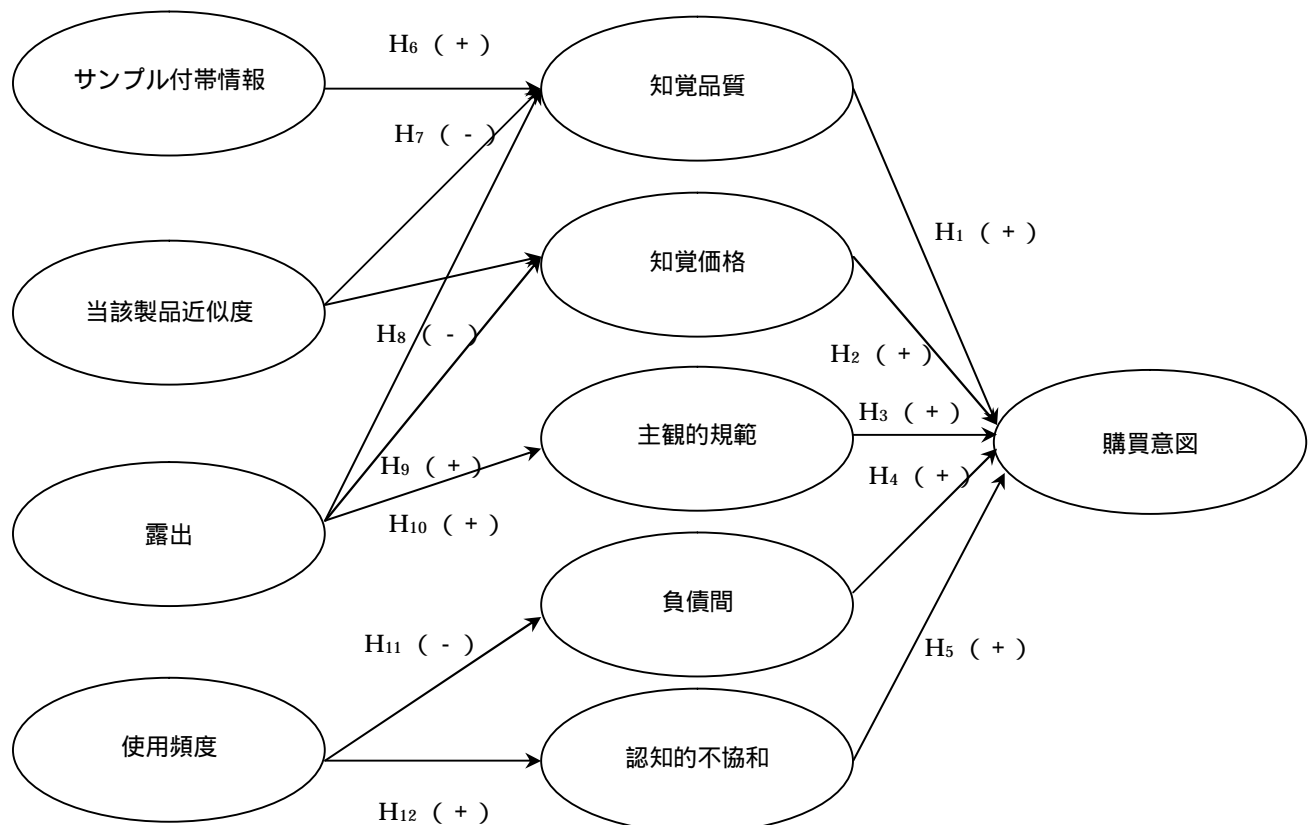 H6 ( + )
サンプル付帯情報
知覚品質
H7 ( - )
H1 ( + )
知覚価格
当該製品近似度
H8 ( - )
H2 ( + )
H3 ( + )
主観的規範
購買意図
H9 ( + )
H4 ( + )
H10 ( + )
露出
負債間
H11 ( - )
H5 ( + )
使用頻度
認知的不協和
H12 ( + )